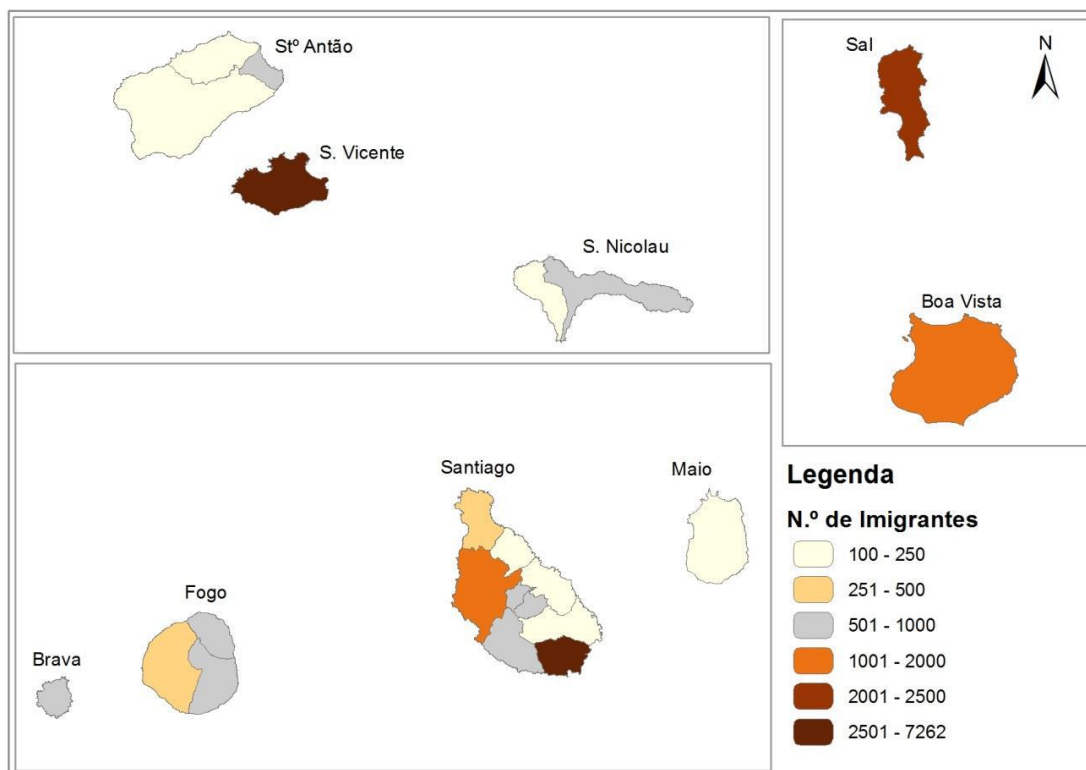 Stº Antão
S. Vicente
S. Nicolau
Sal
N
Boa Vista
Santiago
Maio
Fogo
Brava
Legenda
N.º de Imigrantes
100 - 250
251 - 500
501 - 1000
1001 - 2000
2001 - 2500
2501 - 7262